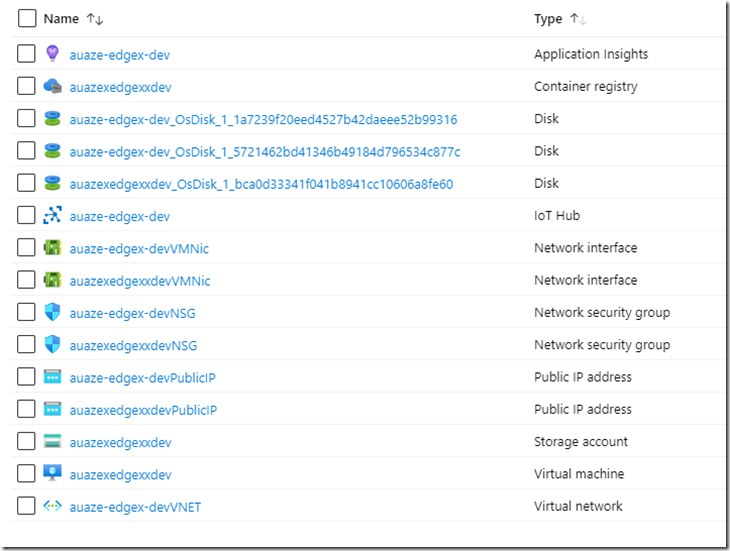 Name ↑↓ Type ↑↓
auaze-edgex-dev Application Insights
auazexedgexxdev Container registry
auaze-edgex-dev_OsDisk_1_1a7239f20eed4527b42daeee52b99316 Disk
auaze-edgex-dev_OsDisk_1_5721462bd41346b49184d796534c877c Disk
auazexedgexxdev_OsDisk_1_bca0d33341f041b8941cc10606a8fe60 Disk
auaze-edgex-dev IoT Hub
auaze-edgex-devVMNic Network interface
auazexedgexxdevVMNic Network interface
auaze-edgex-devNSG Network security group
auazexedgexxdevNSG Network security group
auaze-edgex-devPublicIP Public IP address
auazexedgexxdevPublicIP Public IP address
auazexedgexxdev Storage account
auazexedgexxdev Virtual machine
auaze-edgex-devVNET Virtual network